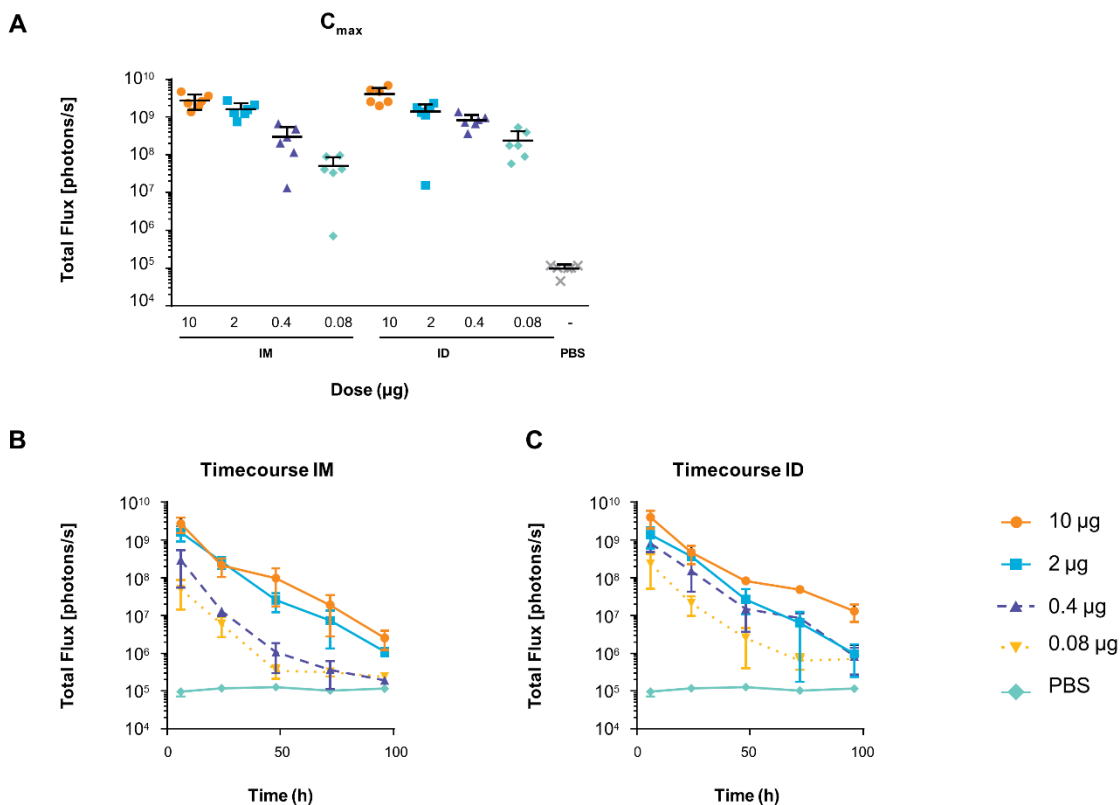 A
Cmax
Total Flux [photons/s]
10^10
10^9
10^8
10^7
10^6
10^5
10^4
10 2 0.4 0.08 10 2 0.4 0.08 -
IM ID PBS
Dose (µg)
B
Timecourse IM
Total Flux [photons/s]
10^10
10^9
10^8
10^7
10^6
10^5
10^4
0 50 100
Time (h)
C
Timecourse ID
Total Flux [photons/s]
10^10
10^9
10^8
10^7
10^6
10^5
10^4
0 50 100
Time (h)
10 µg
2 µg
0.4 µg
0.08 µg
PBS